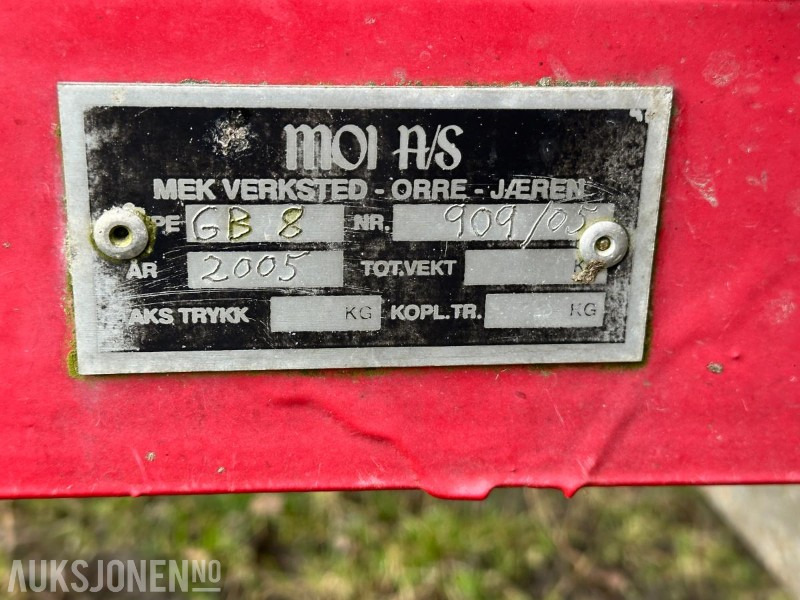 MOI A/S
MEK VERKSTED - ORRE - JÆREN
PE GB 8 NR. 909/05
ÅR 2005 TOT.VEKT
AKS. TRYKK KG KOPL.TR. KG
AUKSJONEN.NO